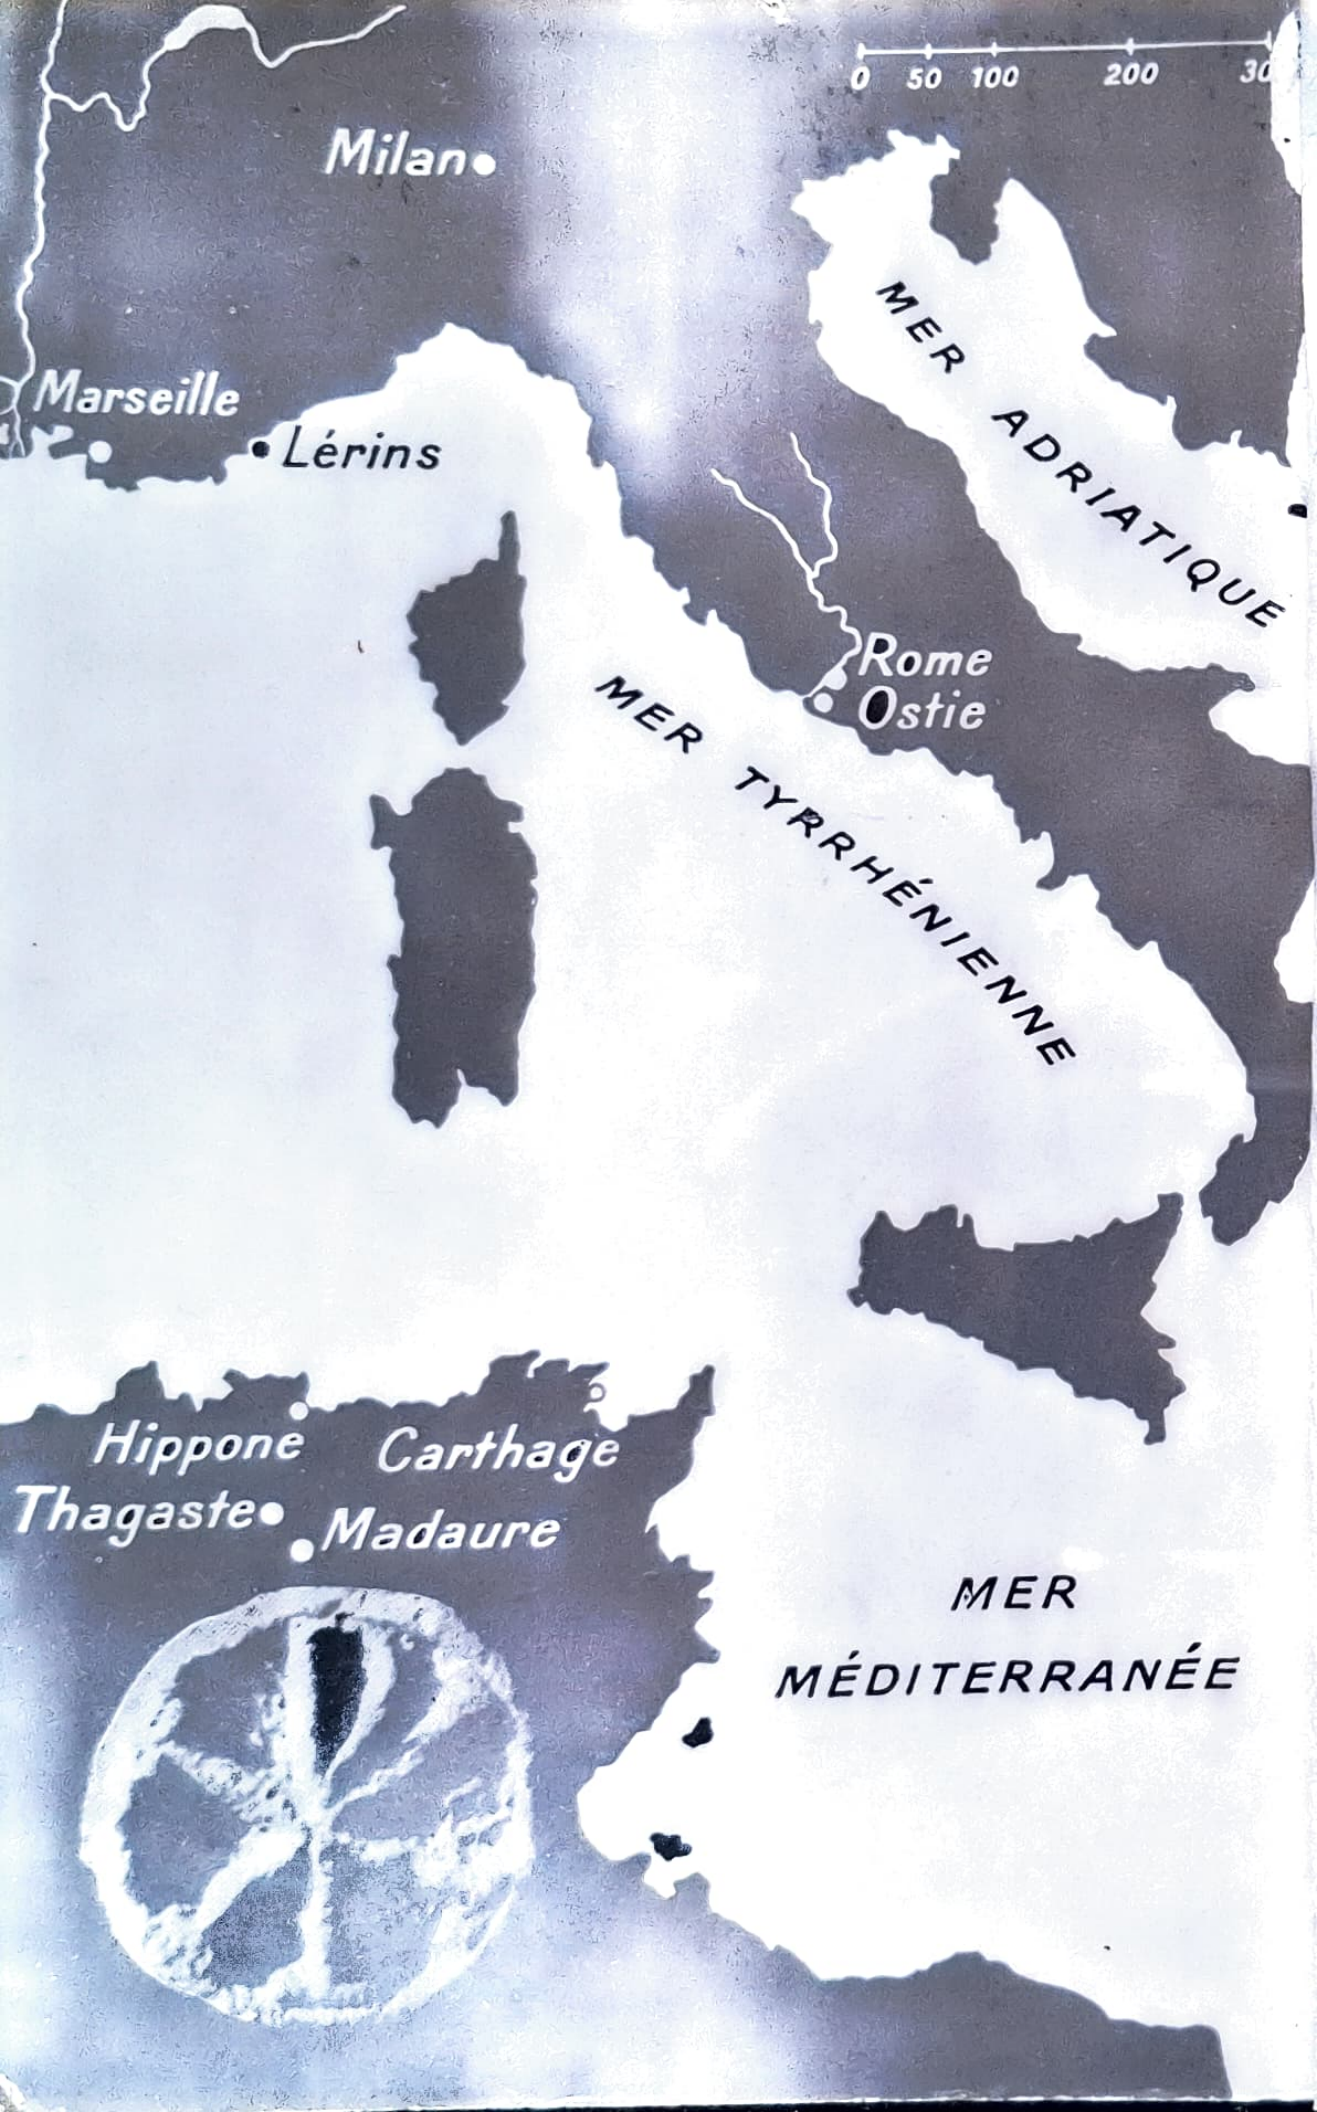 0 50 100 200 30
Milan
MER ADRIATIQUE
Marseille
Lérins
Rome
Ostie
MER TYRRHÉNIENNE
Hippone
Carthage
Thagaste
Madaure
MER
MÉDITERRANÉE